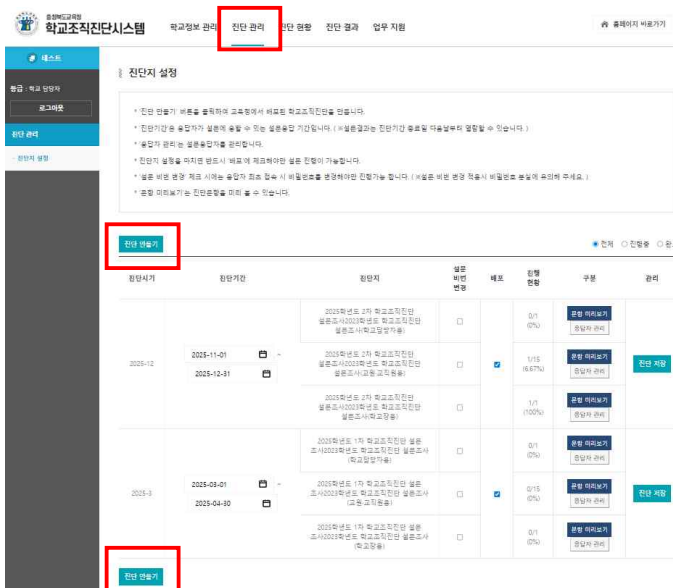 충청북도교육청
학교조직진단시스템
학교정보 관리 진단 관리 진단 현황 진단 결과 업무 지원
홈페이지 바로가기
테스트
등급 : 학교 담당자
로그아웃
진단 관리
- 진단지 설정
진단지 설정
* '진단 만들기' 버튼을 클릭하여 교육청에서 배포된 학교조직진단을 만듭니다.
* '진단기간'은 응답자가 설문에 응할 수 있는 설문응답 기간입니다. ( ※설문결과는 진단기간 종료일 다음날부터 열람할 수 있습니다. )
* '응답자 관리'는 설문응답자를 관리합니다.
* 진단지 설정을 마치면 반드시 '배포'에 체크해야만 설문 진행이 가능합니다.
* '설문 비번 변경' 체크 시에는 응답자 최초 접속 시 비밀번호를 변경해야만 진행가능 합니다. ( ※설문 비번 변경 적용시 비밀번호 분실에 유의해 주세요. )
* '문항 미리보기'는 진단문항을 미리 볼 수 있습니다.
진단 만들기
전체 진행중 완
진단시기 진단기간 진단지 설문 비번 변경 배포 진행 현황 구분 관리
2025학년도 2차 학교조직진단
설문조사2023학년도 학교조직진단
설문조사(학교담당자용)
0/1
(0%)
문항 미리보기
응답자 관리
2025-12
2025-11-01 ~
2025-12-31
2025학년도 2차 학교조직진단
설문조사2023학년도 학교조직진단
설문조사(교원·교직원용)
1/15
(6.67%)
문항 미리보기
응답자 관리
진단 저장
2025학년도 2차 학교조직진단
설문조사2023학년도 학교조직진단
설문조사(학교장용)
1/1
(100%)
문항 미리보기
응답자 관리
2025학년도 1차 학교조직진단 설문
조사2023학년도 학교조직진단 설문조사
(학교담당자용)
0/1
(0%)
문항 미리보기
응답자 관리
2025-3
2025-03-01 ~
2025-04-30
2025학년도 1차 학교조직진단 설문
조사2023학년도 학교조직진단 설문조사
(교원·교직원용)
0/15
(0%)
문항 미리보기
응답자 관리
진단 저장
2025학년도 1차 학교조직진단 설문
조사2023학년도 학교조직진단 설문조사
(학교장용)
0/1
(0%)
문항 미리보기
응답자 관리
진단 만들기